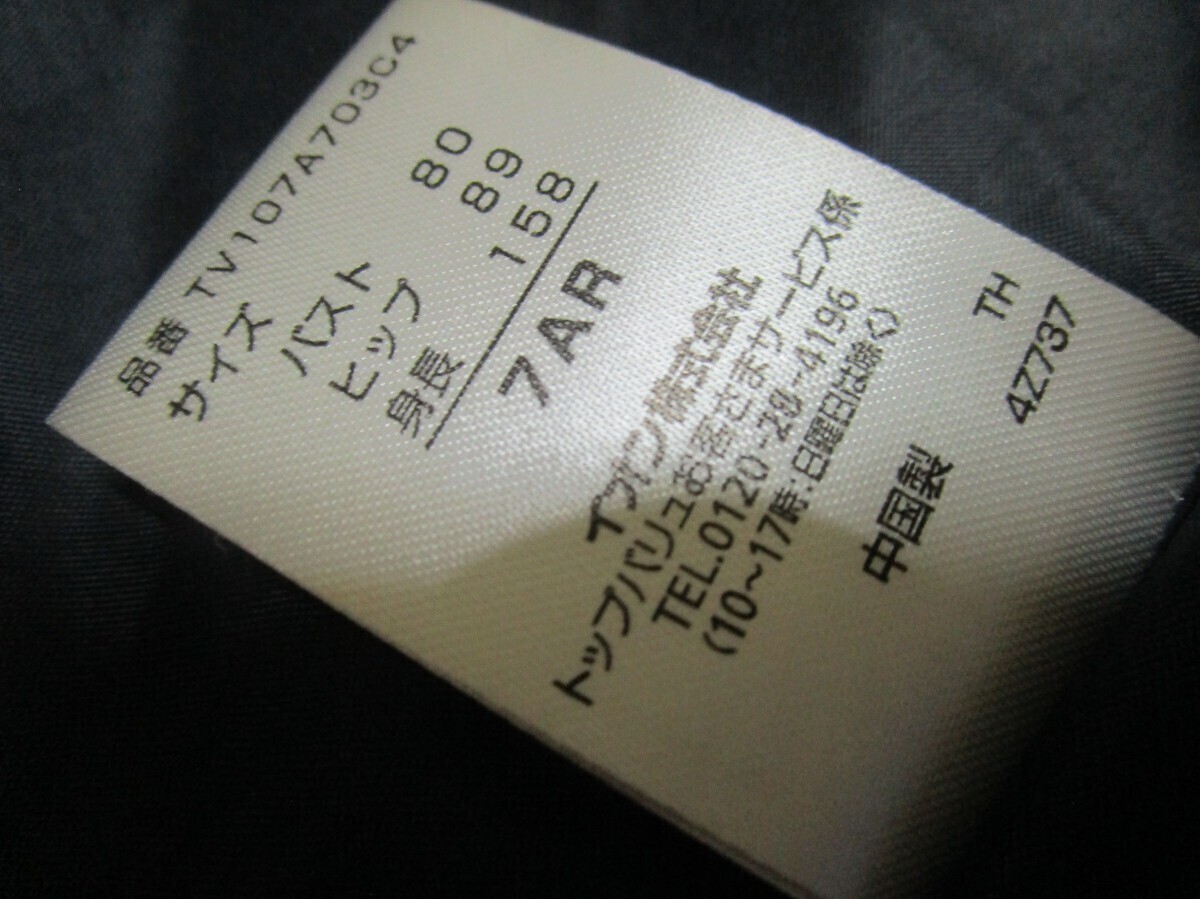 品番 TV107A703C4
サイズ
バスト 80
ヒップ 89
身長 158
7AR
イオン株式会社
トップバリュお客さまサービス係
TEL.0120-28-4196
(10〜17時:日曜日は除く)
中国製
TH
4Z737